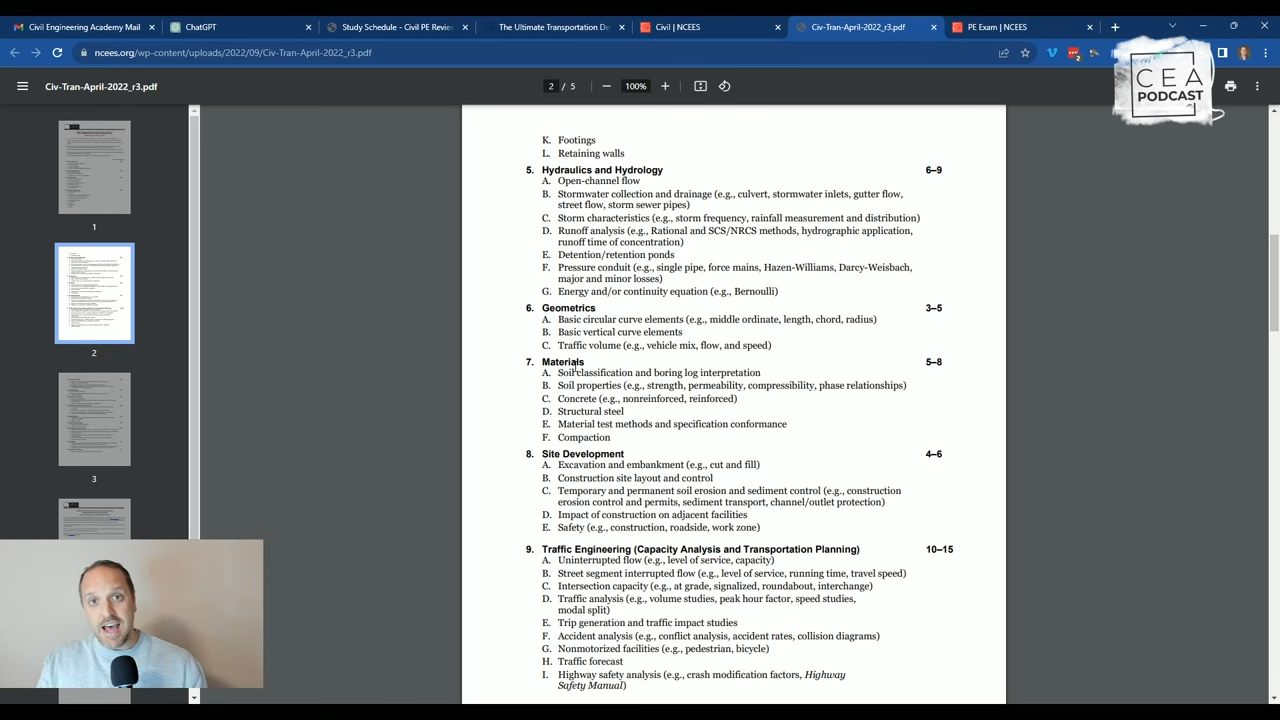 Civil Engineering Academy Mail
ChatGPT
Study Schedule - Civil PE Review
The Ultimate Transportation De
Civil | NCEES
Civ-Tran-April-2022_r3.pdf
PE Exam | NCEES
ncees.org/wp-content/uploads/2022/09/Civ-Tran-April-2022_r3.pdf
Civ-Tran-April-2022_r3.pdf
2 / 5
100%
CEA
PODCAST
1
2
3
K. Footings
L. Retaining walls
5. Hydraulics and Hydrology 6–9
A. Open-channel flow
B. Stormwater collection and drainage (e.g., culvert, stormwater inlets, gutter flow,
street flow, storm sewer pipes)
C. Storm characteristics (e.g., storm frequency, rainfall measurement and distribution)
D. Runoff analysis (e.g., Rational and SCS/NRCS methods, hydrographic application,
runoff time of concentration)
E. Detention/retention ponds
F. Pressure conduit (e.g., single pipe, force mains, Hazen-Williams, Darcy-Weisbach,
major and minor losses)
G. Energy and/or continuity equation (e.g., Bernoulli)
6. Geometrics 3–5
A. Basic circular curve elements (e.g., middle ordinate, length, chord, radius)
B. Basic vertical curve elements
C. Traffic volume (e.g., vehicle mix, flow, and speed)
7. Materials 5–8
A. Soil classification and boring log interpretation
B. Soil properties (e.g., strength, permeability, compressibility, phase relationships)
C. Concrete (e.g., nonreinforced, reinforced)
D. Structural steel
E. Material test methods and specification conformance
F. Compaction
8. Site Development 4–6
A. Excavation and embankment (e.g., cut and fill)
B. Construction site layout and control
C. Temporary and permanent soil erosion and sediment control (e.g., construction
erosion control and permits, sediment transport, channel/outlet protection)
D. Impact of construction on adjacent facilities
E. Safety (e.g., construction, roadside, work zone)
9. Traffic Engineering (Capacity Analysis and Transportation Planning) 10–15
A. Uninterrupted flow (e.g., level of service, capacity)
B. Street segment interrupted flow (e.g., level of service, running time, travel speed)
C. Intersection capacity (e.g., at grade, signalized, roundabout, interchange)
D. Traffic analysis (e.g., volume studies, peak hour factor, speed studies,
modal split)
E. Trip generation and traffic impact studies
F. Accident analysis (e.g., conflict analysis, accident rates, collision diagrams)
G. Nonmotorized facilities (e.g., pedestrian, bicycle)
H. Traffic forecast
I. Highway safety analysis (e.g., crash modification factors, Highway
Safety Manual)